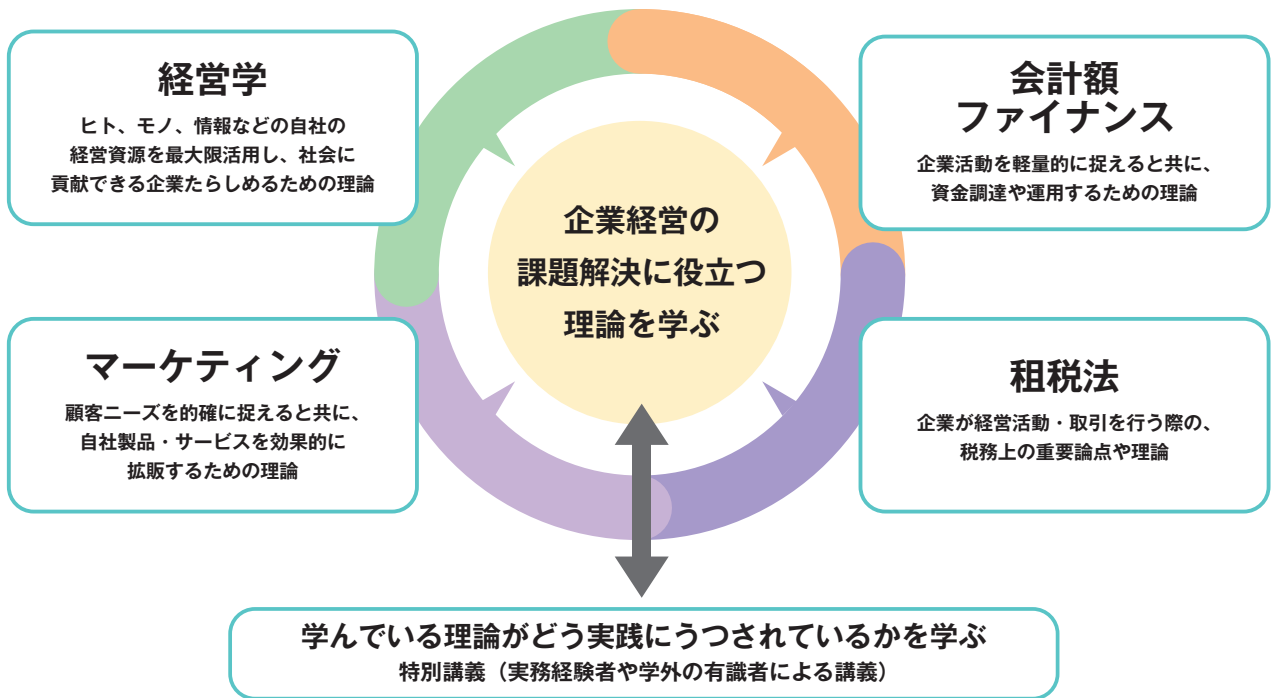 経営学
ヒト、モノ、情報などの自社の
経営資源を最大限活用し、社会に
貢献できる企業たらしめるための理論
会計額
ファイナンス
企業活動を軽量的に捉えると共に、
資金調達や運用するための理論
企業経営の
課題解決に役立つ
理論を学ぶ
マーケティング
顧客ニーズを的確に捉えると共に、
自社製品・サービスを効果的に
拡販するための理論
租税法
企業が経営活動・取引を行う際の、
税務上の重要論点や理論
学んでいる理論がどう実践にうつされているかを学ぶ
特別講義（実務経験者や学外の有識者による講義）